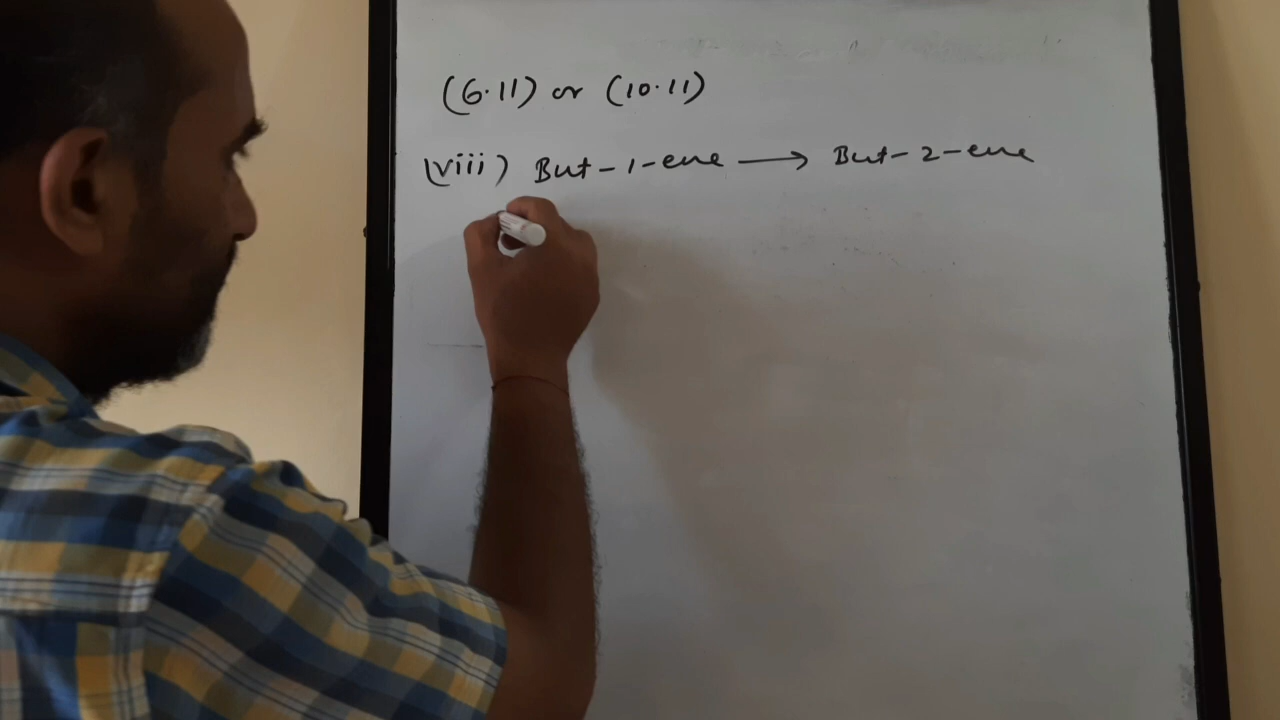 (6.11) or (10.11)
(viii) But-1-ene ⟶ But-2-ene